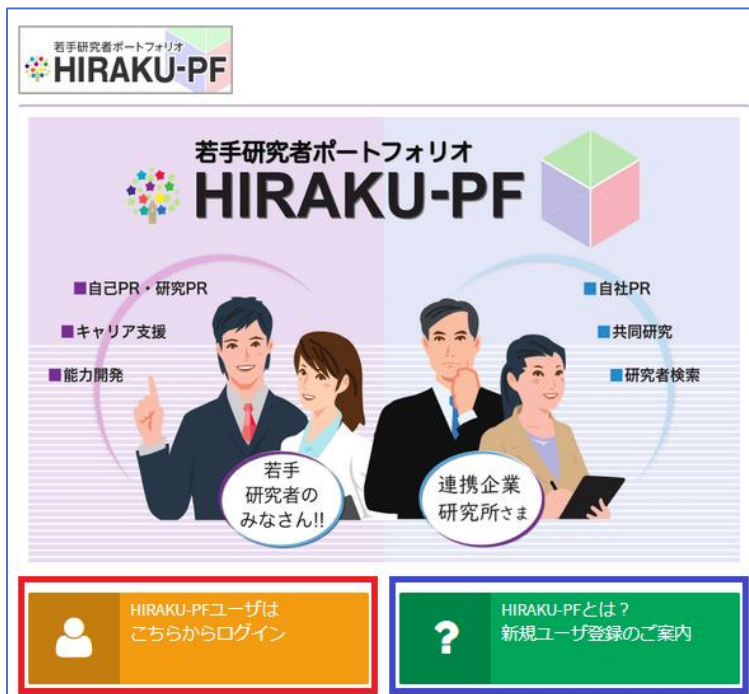 若手研究者ポートフォリオ
HIRAKU-PF
若手研究者ポートフォリオ
HIRAKU-PF
■自己PR・研究PR
■キャリア支援
■能力開発
■自社PR
■共同研究
■研究者検索
若手
研究者の
みなさん!!
連携企業
研究所さま
HIRAKU-PFユーザは
こちらからログイン
?
HIRAKU-PFとは？
新規ユーザ登録のご案内